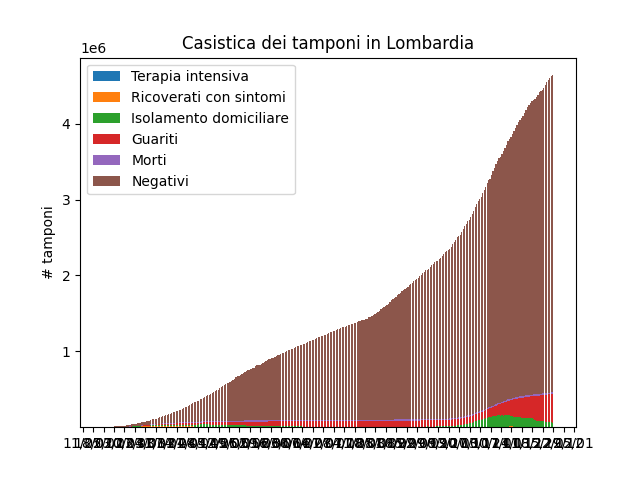 Casistica dei tamponi in Lombardia
1e6
Terapia intensiva
Ricoverati con sintomi
Isolamento domiciliare
Guariti
Morti
Negativi
# tamponi
4
3
2
1